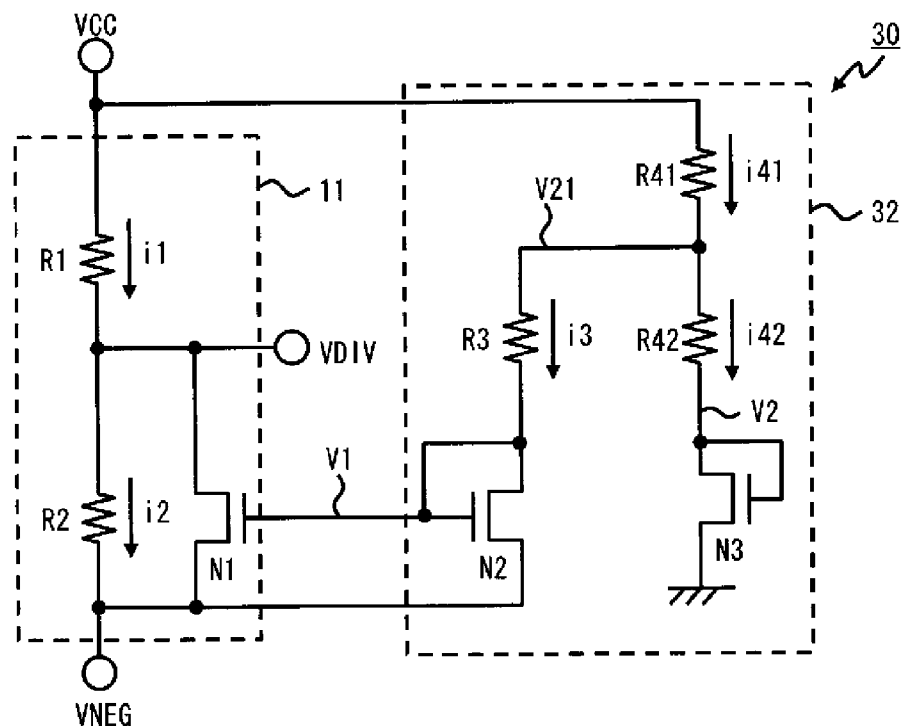 VCC
30
R41
i41
V21
11
32
R1
i1
R3
i3
R42
i42
VDIV
V2
V1
R2
i2
N1
N2
N3
VNEG